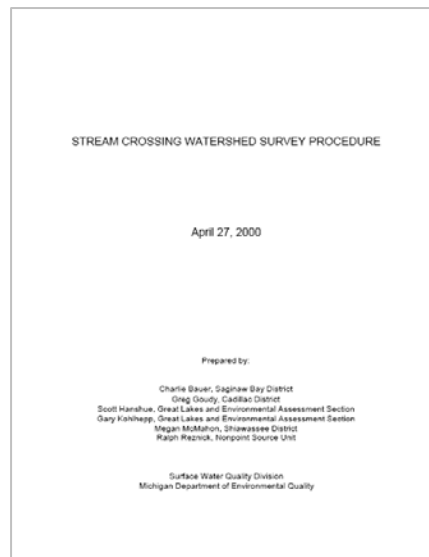 STREAM CROSSING WATERSHED SURVEY PROCEDURE
April 27, 2000
Prepared by:
Charlie Bauer, Saginaw Bay District
Greg Goudy, Cadillac District
Scott Hanshue, Great Lakes and Environmental Assessment Section
Gary Kohlhepp, Great Lakes and Environmental Assessment Section
Megan McMahon, Shiawassee District
Ralph Reznick, Nonpoint Source Unit
Surface Water Quality Division
Michigan Department of Environmental Quality